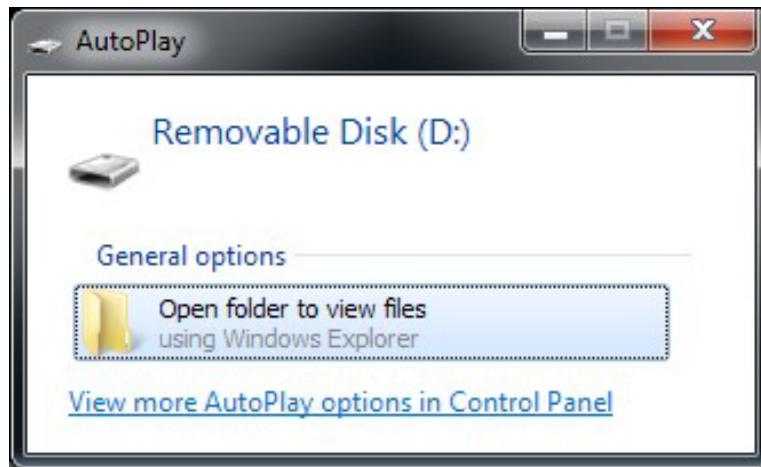 AutoPlay
Removable Disk (D:)
General options
Open folder to view files
using Windows Explorer
View more AutoPlay options in Control Panel